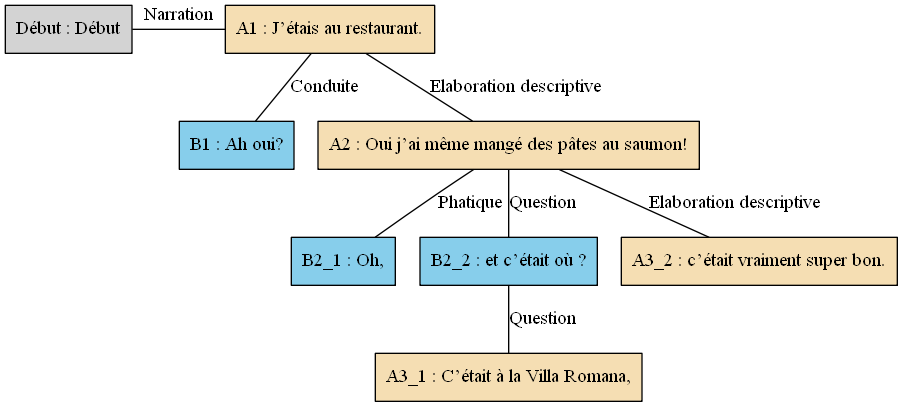 Narration
Début : Début
A1 : J’étais au restaurant.
Conduite
Elaboration descriptive
B1 : Ah oui?
A2 : Oui j’ai même mangé des pâtes au saumon!
Phatique
Question
Elaboration descriptive
B2_1 : Oh,
B2_2 : et c’était où ?
A3_2 : c’était vraiment super bon.
Question
A3_1 : C’était à la Villa Romana,